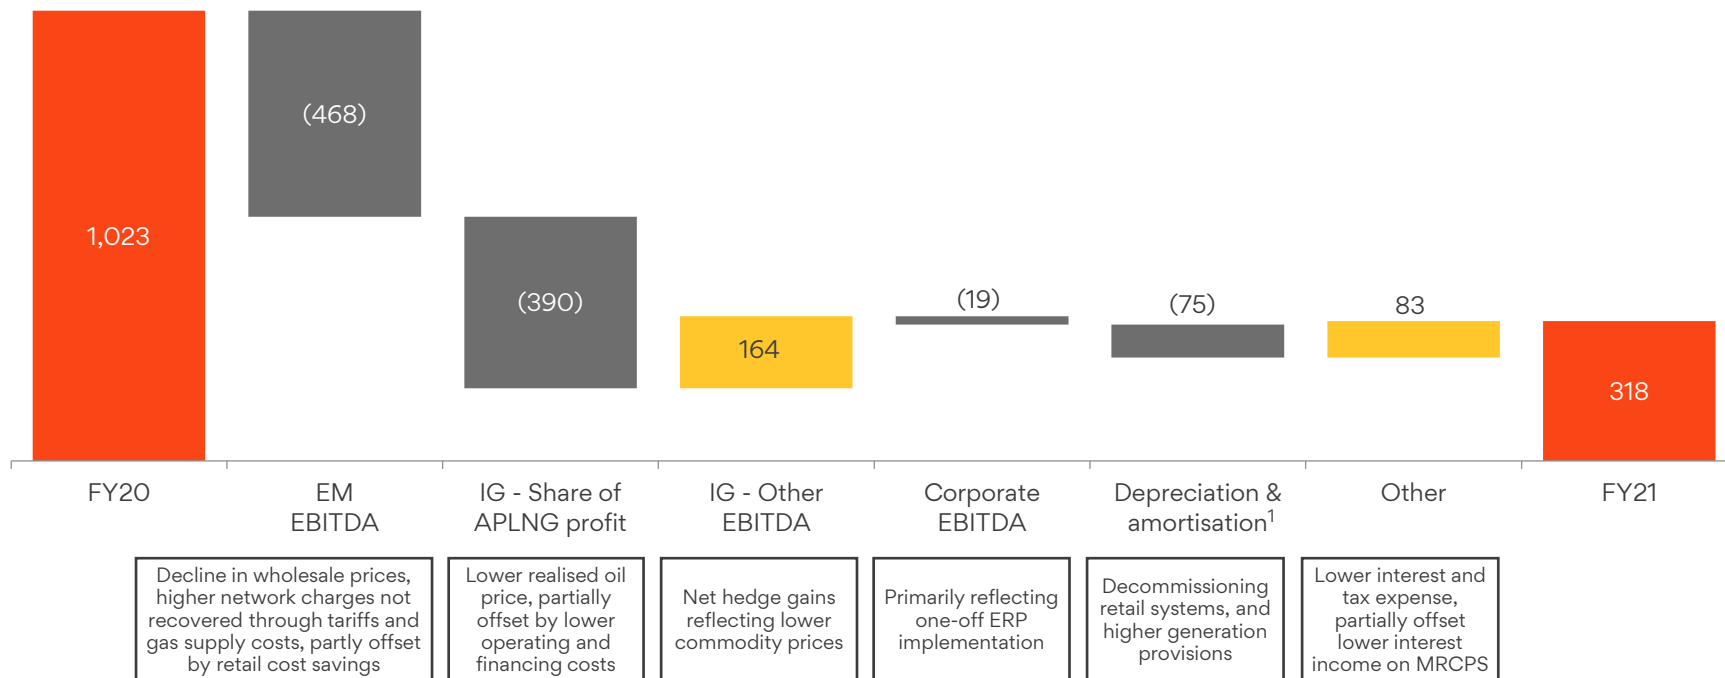 1,023
(468)
(390)
164
(19)
(75)
83
318
FY20
EM
EBITDA
IG - Share of
APLNG profit
IG - Other
EBITDA
Corporate
EBITDA
Depreciation &
amortisation¹
Other
FY21
Decline in wholesale prices,
higher network charges not
recovered through tariffs and
gas supply costs, partly offset
by retail cost savings
Lower realised oil
price, partially
offset by lower
operating and
financing costs
Net hedge gains
reflecting lower
commodity prices
Primarily reflecting
one-off ERP
implementation
Decommissioning
retail systems, and
higher generation
provisions
Lower interest and
tax expense,
partially offset
lower interest
income on MRCPS